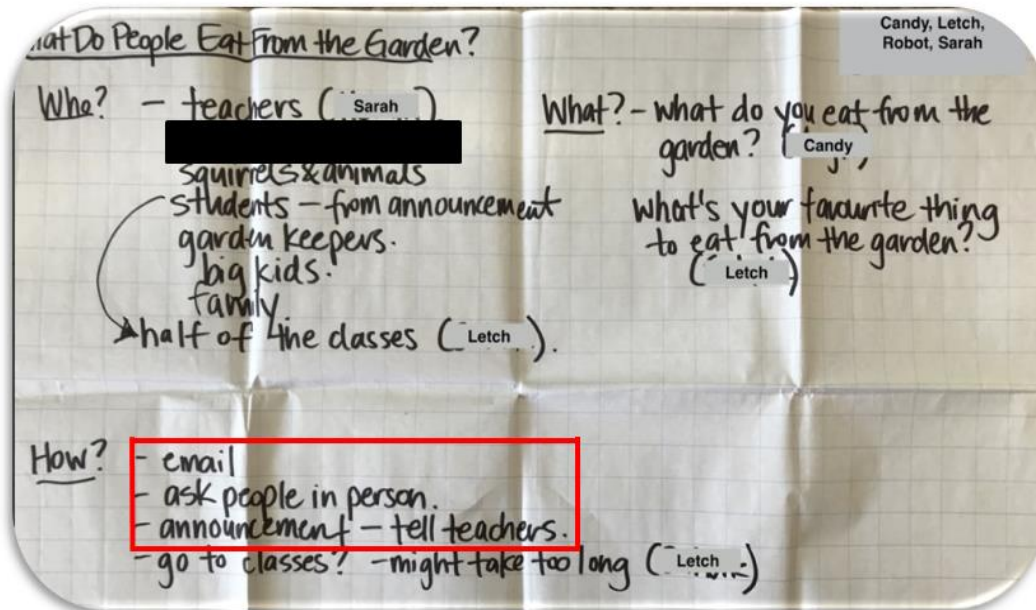 What Do People Eat From the Garden?
Candy, Letch,
Robot, Sarah
Who? - teachers (Sarah)
squirrels & animals
students - from announcement
garden keepers.
big kids.
family
half of the classes (Letch).
What? - what do you eat from the
garden? (Candy)
what's your favourite thing
to eat from the garden?
(Letch)
How? - email
- ask people in person.
- announcement - tell teachers.
- go to classes? - might take too long (Letch)